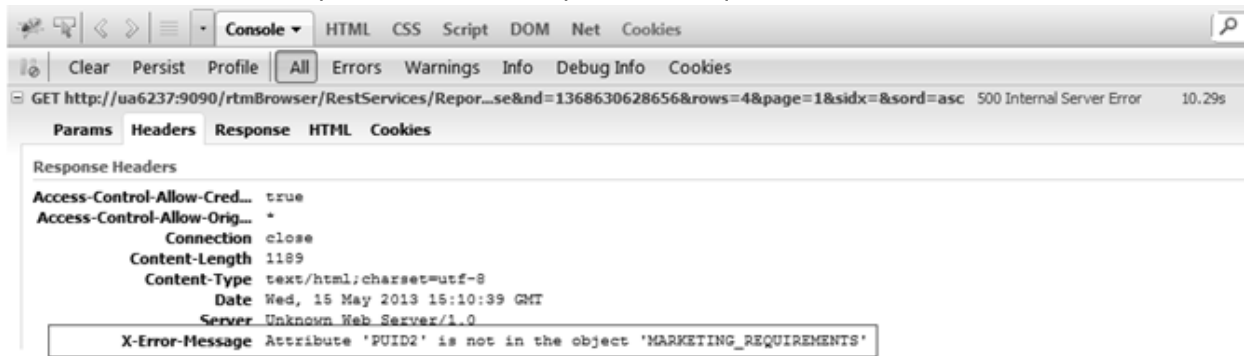 Console HTML CSS Script DOM Net Cookies
Clear Persist Profile All Errors Warnings Info Debug Info Cookies
GET http://ua6237:9090/rtmBrowser/RestServices/Repor...se&nd=1368630628656&rows=4&page=1&sidx=&sord=asc 500 Internal Server Error 10.29s
Params Headers Response HTML Cookies
Response Headers
Access-Control-Allow-Cred... true
Access-Control-Allow-Orig... *
Connection close
Content-Length 1189
Content-Type text/html;charset=utf-8
Date Wed, 15 May 2013 15:10:39 GMT
Server Unknown Web Server/1.0
X-Error-Message Attribute 'PUID2' is not in the object 'MARKETING_REQUIREMENTS'